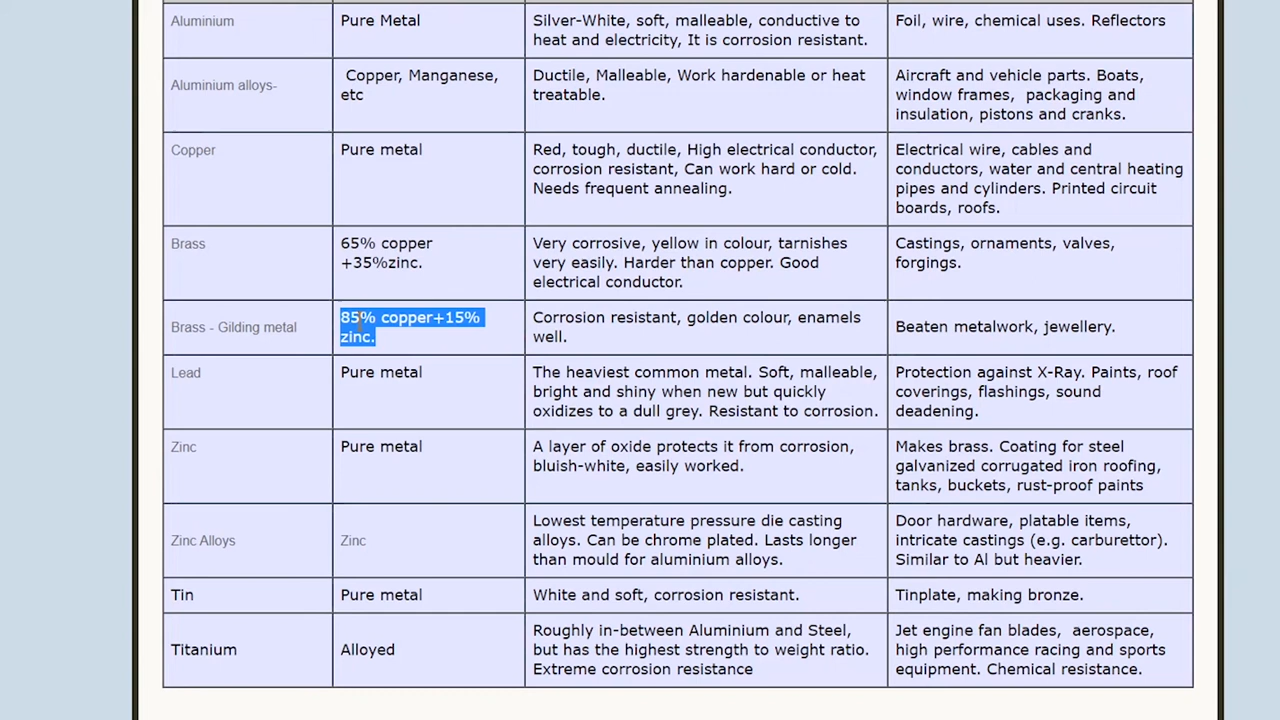 Aluminium
Pure Metal
Silver-White, soft, malleable, conductive to
heat and electricity, It is corrosion resistant.
Foil, wire, chemical uses. Reflectors
Aluminium alloys-
Copper, Manganese,
etc
Ductile, Malleable, Work hardenable or heat
treatable.
Aircraft and vehicle parts. Boats,
window frames,  packaging and
insulation, pistons and cranks.
Copper
Pure metal
Red, tough, ductile, High electrical conductor,
corrosion resistant, Can work hard or cold.
Needs frequent annealing.
Electrical wire, cables and
conductors, water and central heating
pipes and cylinders. Printed circuit
boards, roofs.
Brass
65% copper
+35%zinc.
Very corrosive, yellow in colour, tarnishes
very easily. Harder than copper. Good
electrical conductor.
Castings, ornaments, valves,
forgings.
Brass - Gilding metal
85% copper+15%
zinc.
Corrosion resistant, golden colour, enamels
well.
Beaten metalwork, jewellery.
Lead
Pure metal
The heaviest common metal. Soft, malleable,
bright and shiny when new but quickly
oxidizes to a dull grey. Resistant to corrosion.
Protection against X-Ray. Paints, roof
coverings, flashings, sound
deadening.
Zinc
Pure metal
A layer of oxide protects it from corrosion,
bluish-white, easily worked.
Makes brass. Coating for steel
galvanized corrugated iron roofing,
tanks, buckets, rust-proof paints
Zinc Alloys
Zinc
Lowest temperature pressure die casting
alloys. Can be chrome plated. Lasts longer
than mould for aluminium alloys.
Door hardware, platable items,
intricate castings (e.g. carburettor).
Similar to Al but heavier.
Tin
Pure metal
White and soft, corrosion resistant.
Tinplate, making bronze.
Titanium
Alloyed
Roughly in-between Aluminium and Steel,
but has the highest strength to weight ratio.
Extreme corrosion resistance
Jet engine fan blades,  aerospace,
high performance racing and sports
equipment. Chemical resistance.